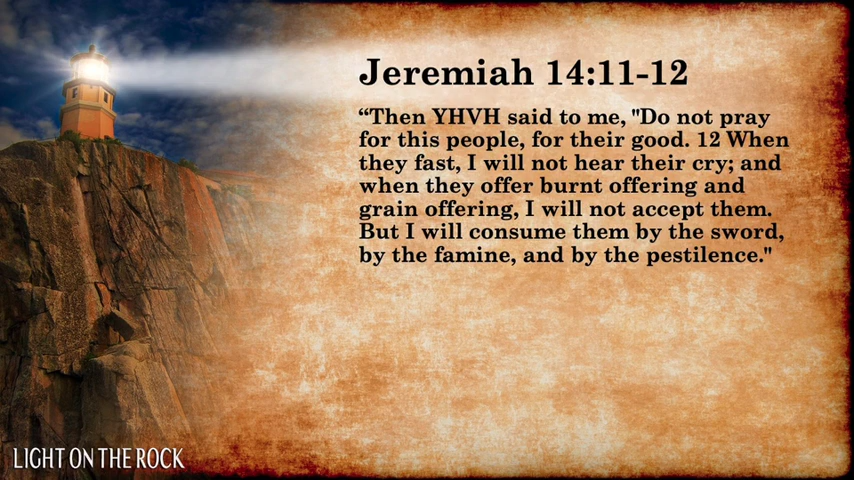 Jeremiah 14:11-12
“Then YHVH said to me, "Do not pray
for this people, for their good. 12 When
they fast, I will not hear their cry; and
when they offer burnt offering and
grain offering, I will not accept them.
But I will consume them by the sword,
by the famine, and by the pestilence."
LIGHT ON THE ROCK